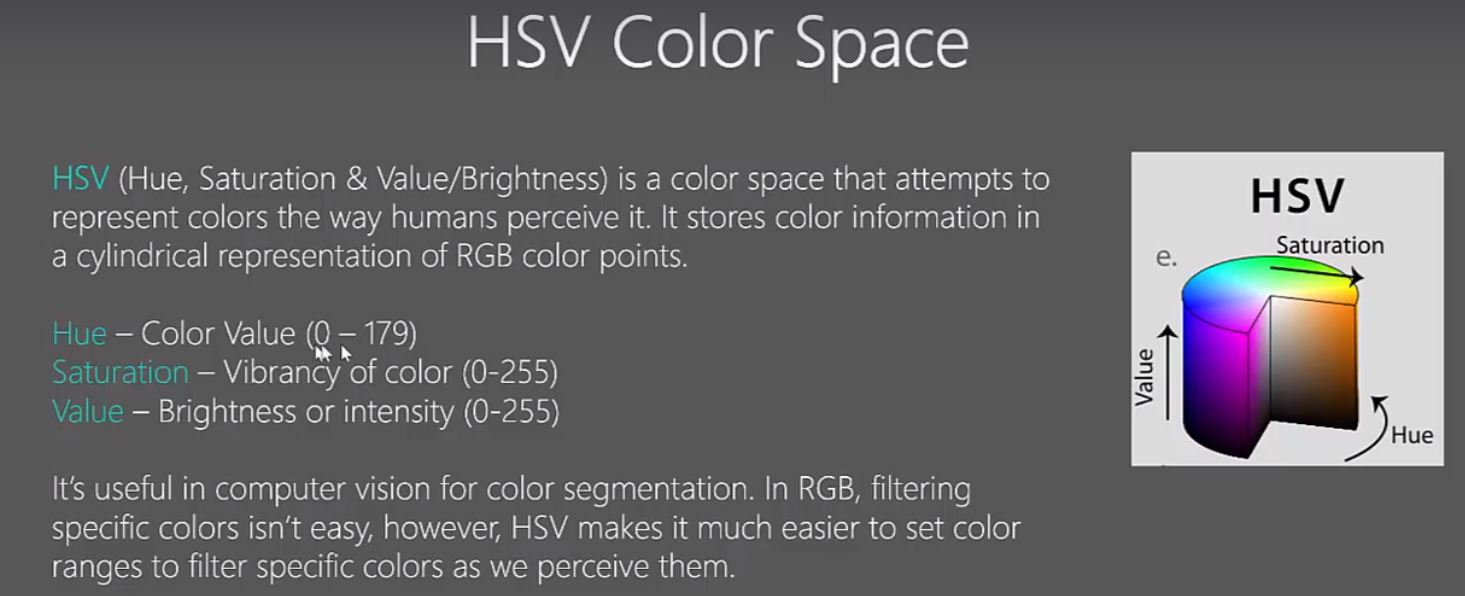 HSV Color Space
HSV (Hue, Saturation & Value/Brightness) is a color space that attempts to
represent colors the way humans perceive it. It stores color information in
a cylindrical representation of RGB color points.
Hue – Color Value (0 – 179)
Saturation – Vibrancy of color (0-255)
Value – Brightness or intensity (0-255)
It's useful in computer vision for color segmentation. In RGB, filtering
specific colors isn't easy, however, HSV makes it much easier to set color
ranges to filter specific colors as we perceive them.
HSV
Saturation
e.
Value
Hue